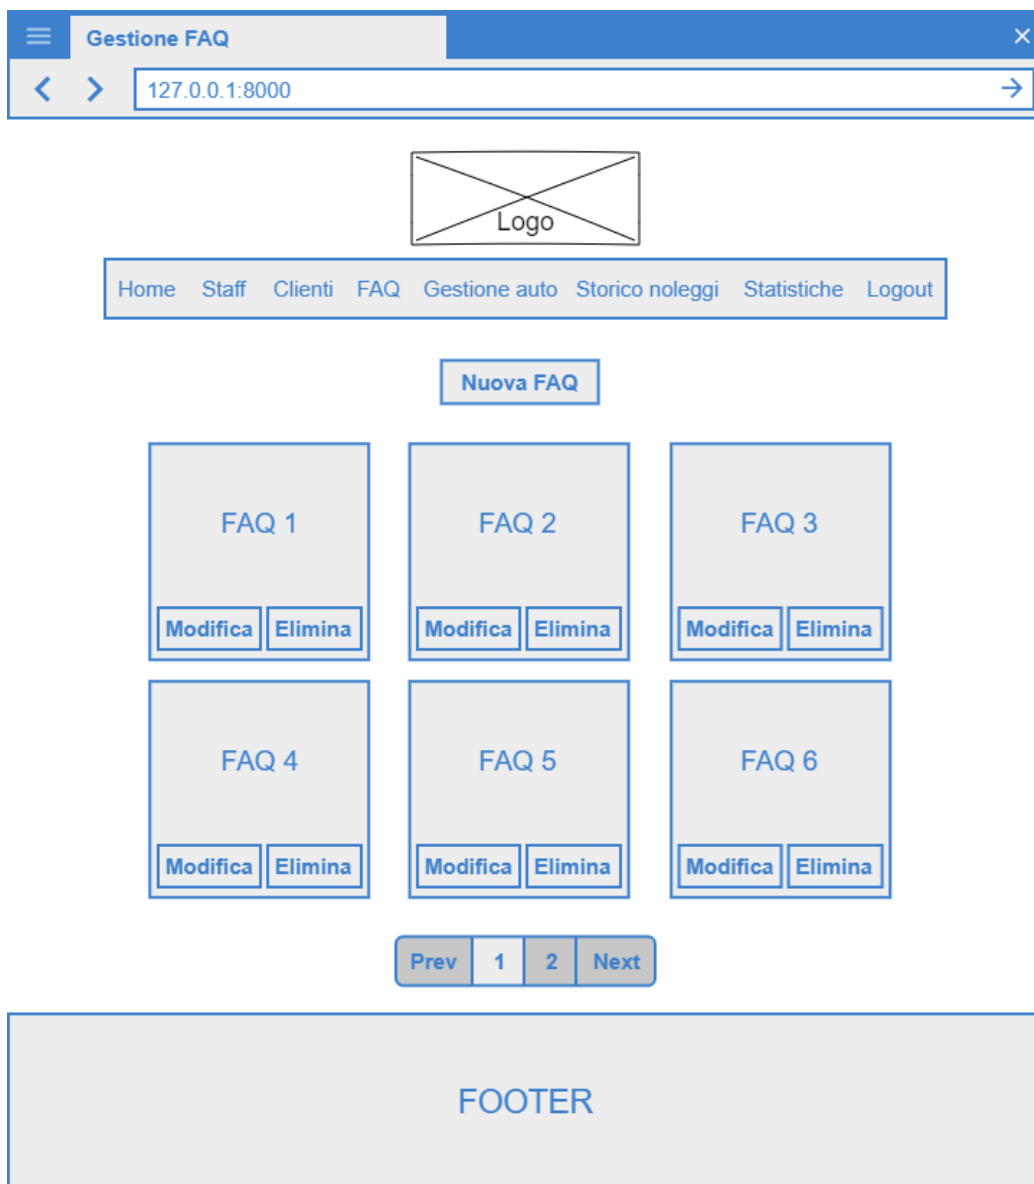 Gestione FAQ
127.0.0.1:8000
Logo
Home Staff Clienti FAQ Gestione auto Storico noleggi Statistiche Logout
Nuova FAQ
FAQ 1 FAQ 2 FAQ 3
Modifica Elimina Modifica Elimina Modifica Elimina
FAQ 4 FAQ 5 FAQ 6
Modifica Elimina Modifica Elimina Modifica Elimina
Prev 1 2 Next
FOOTER